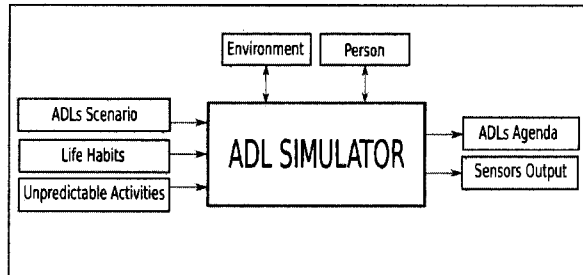 Environment
Person
ADLs Scenario
Life Habits
Unpredictable Activities
ADL SIMULATOR
ADLs Agenda
Sensors Output